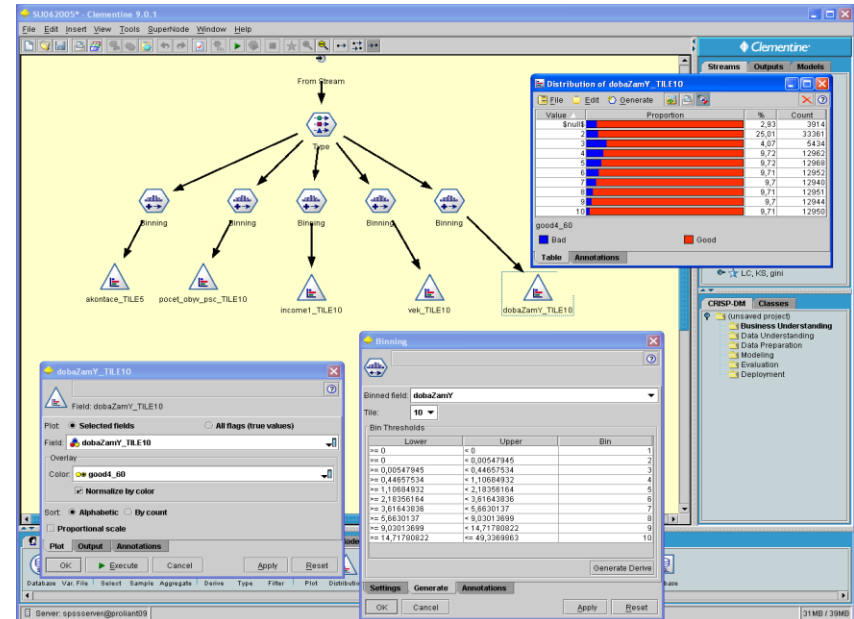 SU062005* - Clementine 9.0.1
File Edit Insert View Tools SuperNode Window Help
From Stream
Type
Binning Binning Binning Binning Binning
akontace_TILE5 pocet_obyv_psc_TILE10 income1_TILE10 vek_TILE10 dobaZamY_TILE10
Clementine
Streams Outputs Models
Distribution of dobaZamY_TILE10
File Edit Generate
Value Proportion % Count
$null$ 2,93 3914
2 25,01 33361
3 4,07 5434
4 9,72 12962
5 9,72 12968
6 9,71 12952
7 9,7 12940
8 9,71 12951
9 9,7 12944
10 9,71 12950
good4_60
Bad Good
Table Annotations
LC, KS, gini
CRISP-DM Classes
(unsaved project)
Business Understanding
Data Understanding
Data Preparation
Modeling
Evaluation
Deployment
dobaZamY_TILE10
Field: dobaZamY_TILE10
Plot: Selected fields All flags (true values)
Field: dobaZamY_TILE10
Overlay
Color: good4_60
Normalize by color
Sort: Alphabetic By count
Proportional scale
Plot Output Annotations
OK Execute Cancel Apply Reset
Binning
Binned field: dobaZamY
Tile: 10
Bin Thresholds
Lower Upper Bin
>= 0 < 0 1
>= 0 < 0,00547945 2
>= 0,00547945 < 0,44657534 3
>= 0,44657534 < 1,10684932 4
>= 1,10684932 < 2,18356164 5
>= 2,18356164 < 3,61643836 6
>= 3,61643836 < 5,6630137 7
>= 5,6630137 < 9,03013699 8
>= 9,03013699 < 14,71780822 9
>= 14,71780822 <= 49,3369863 10
Generate Derive
Settings Generate Annotations
OK Cancel Apply Reset
Database Var. File Select Sample Aggregate Derive Type Filter Plot
Server: spssserver@proliant09 31MB / 39MB